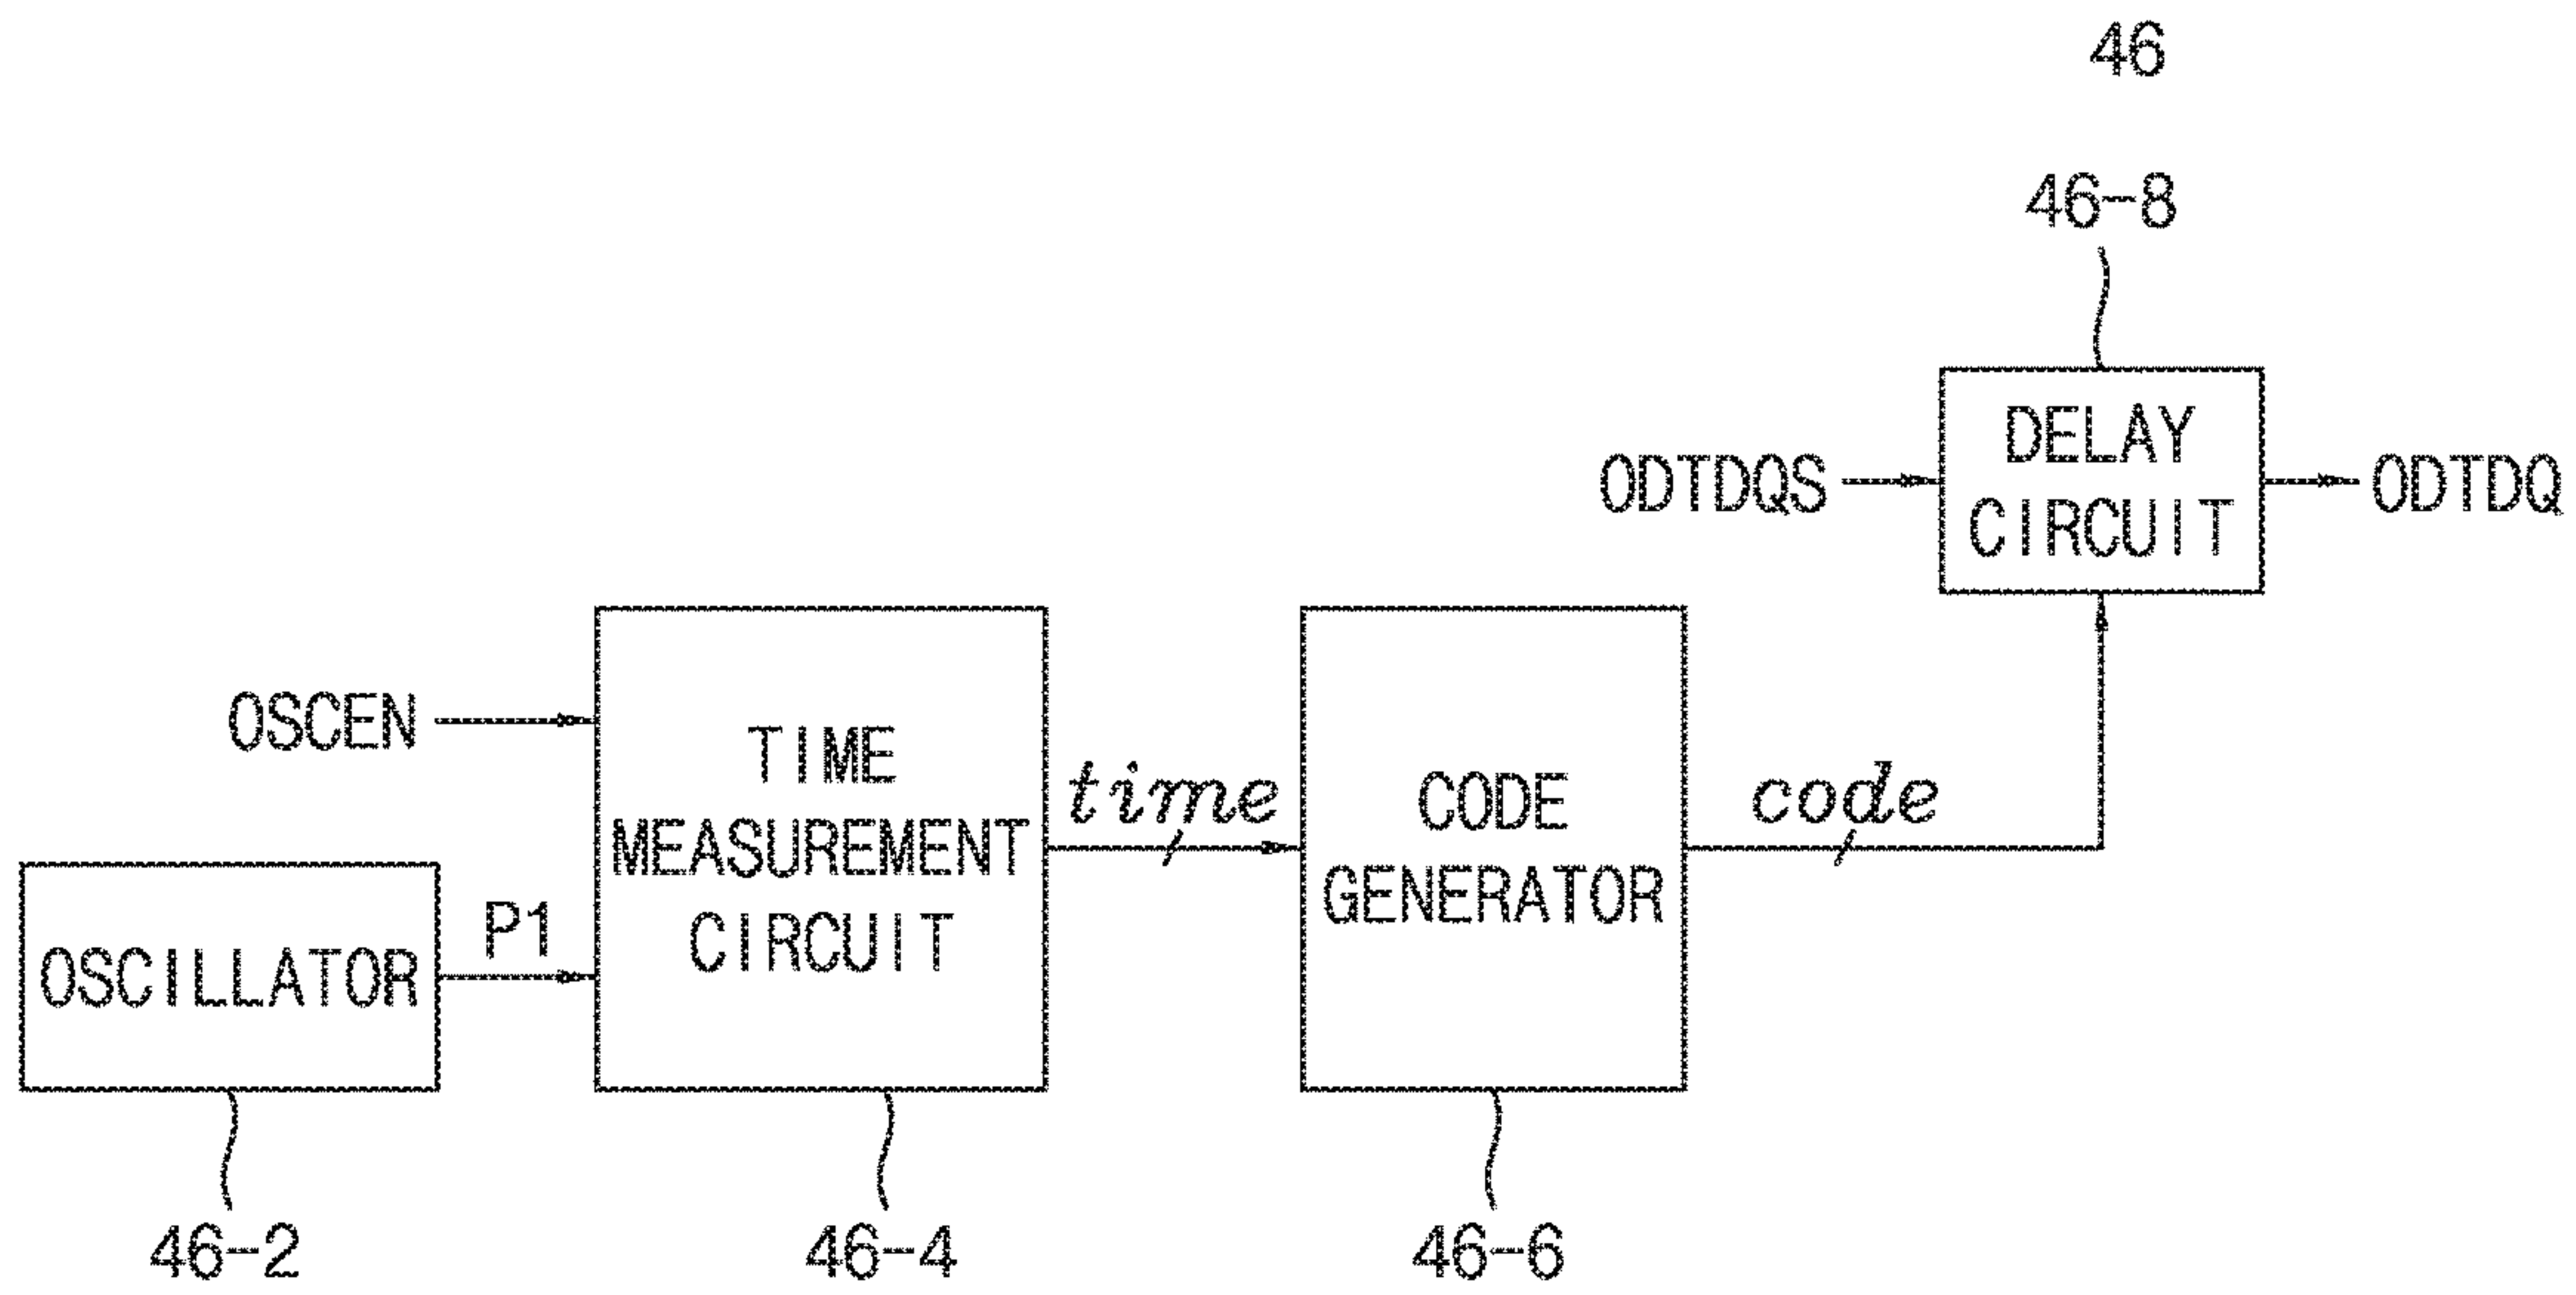 46
46-8
DELAY
CIRCUIT
ODTDQS
ODTDQ
OSCEN
TIME
MEASUREMENT
CIRCUIT
time
CODE
GENERATOR
code
P1
OSCILLATOR
46-2
46-4
46-6